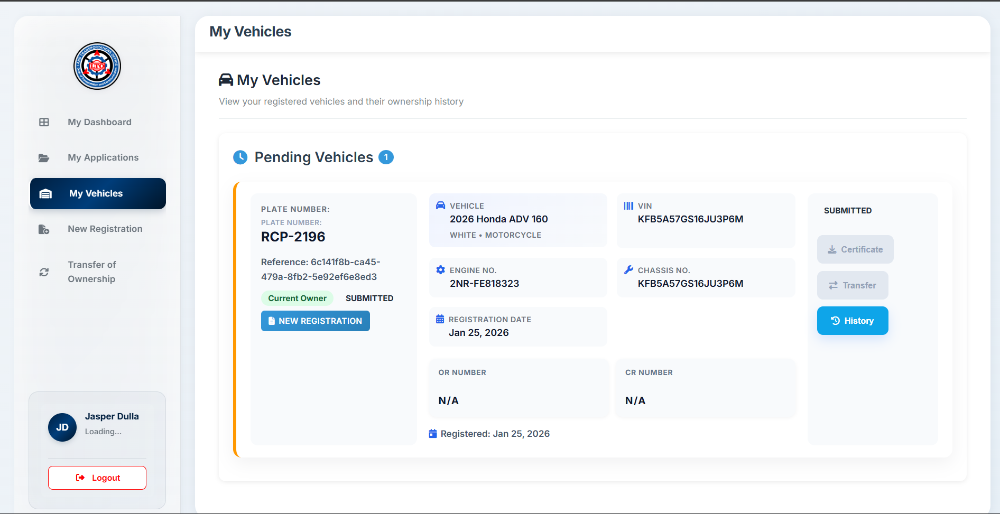 My Vehicles
LAND TRANSPORTATIONS OFFICE
LTO
My Dashboard
My Applications
My Vehicles
New Registration
Transfer of
Ownership
JD
Jasper Dulla
Loading...
Logout
My Vehicles
View your registered vehicles and their ownership history
Pending Vehicles 1
PLATE NUMBER:
PLATE NUMBER:
RCP-2196
Reference: 6c141f8b-ca45-
479a-8fb2-5e92ef6e8ed3
Current Owner SUBMITTED
NEW REGISTRATION
VEHICLE
2026 Honda ADV 160
WHITE • MOTORCYCLE
VIN
KFB5A57GS16JU3P6M
ENGINE NO.
2NR-FE818323
CHASSIS NO.
KFB5A57GS16JU3P6M
REGISTRATION DATE
Jan 25, 2026
OR NUMBER
N/A
CR NUMBER
N/A
Registered: Jan 25, 2026
SUBMITTED
Certificate
Transfer
History